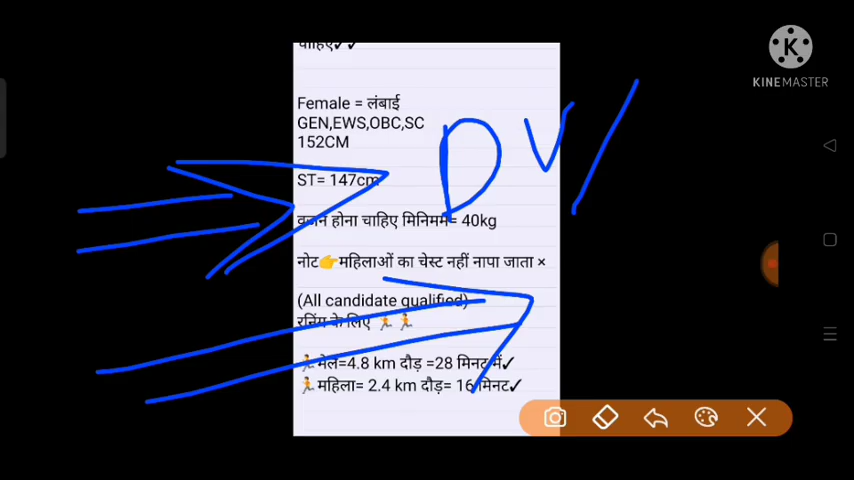 चाहिए✓✓
Female = लंबाई
GEN,EWS,OBC,SC
152CM
ST= 147cm
वजन होना चाहिए मिनिमम= 40kg
नोट👉महिलाओं का चेस्ट नहीं नापा जाता ×
(All candidate qualified)
रनिंग के लिए 🏃🏃
🏃मेल=4.8 km दौड़ =28 मिनट में✓
🏃महिला= 2.4 km दौड़= 16 मिनट✓
DV/
K
KINEMASTER